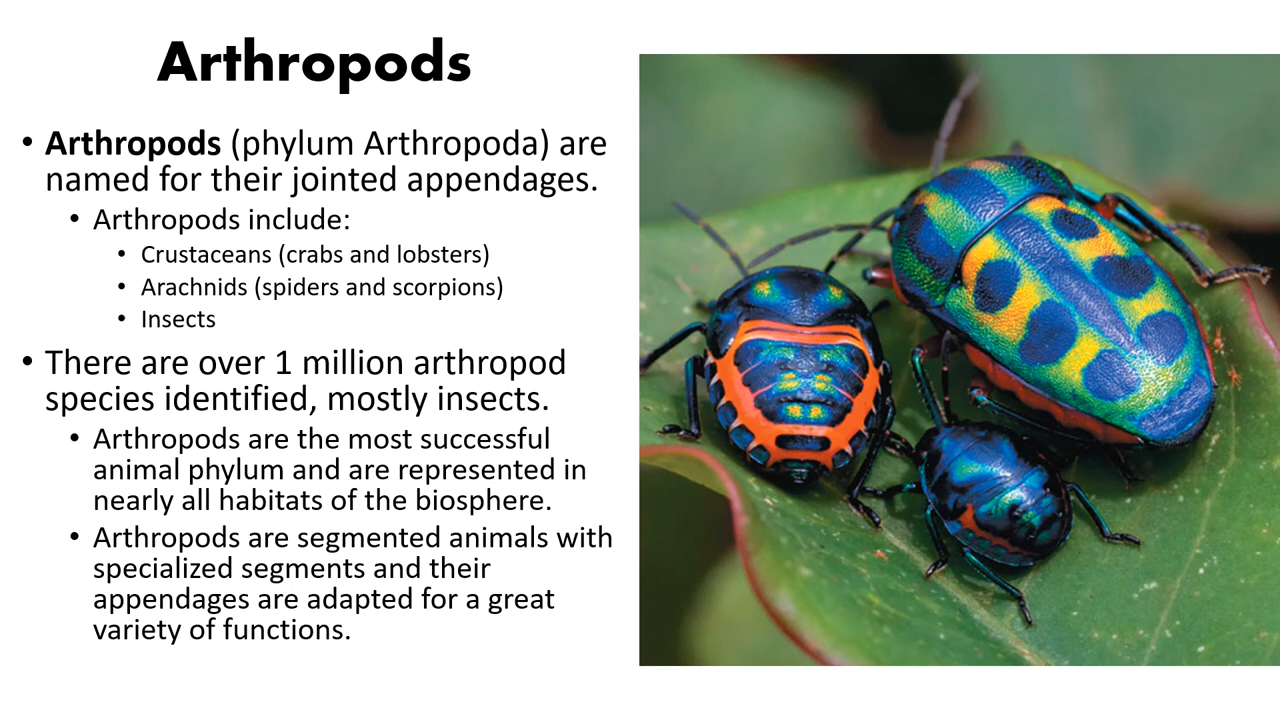 Arthropods
• Arthropods (phylum Arthropoda) are
named for their jointed appendages.
• Arthropods include:
• Crustaceans (crabs and lobsters)
• Arachnids (spiders and scorpions)
• Insects
• There are over 1 million arthropod
species identified, mostly insects.
• Arthropods are the most successful
animal phylum and are represented in
nearly all habitats of the biosphere.
• Arthropods are segmented animals with
specialized segments and their
appendages are adapted for a great
variety of functions.